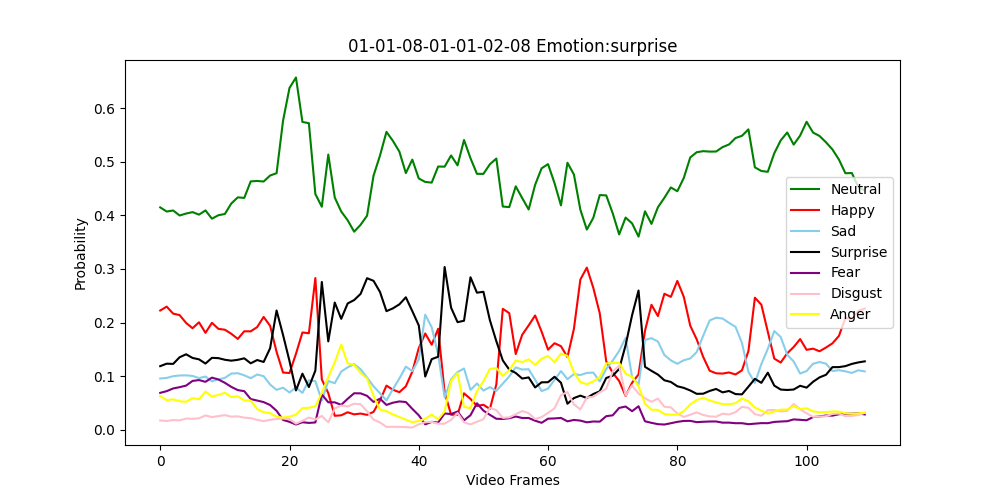 01-01-08-01-01-02-08 Emotion:surprise
Probability
0.6
0.5
0.4
0.3
0.2
0.1
0.0
Neutral
Happy
Sad
Surprise
Fear
Disgust
Anger
0 20 40 60 80 100
Video Frames